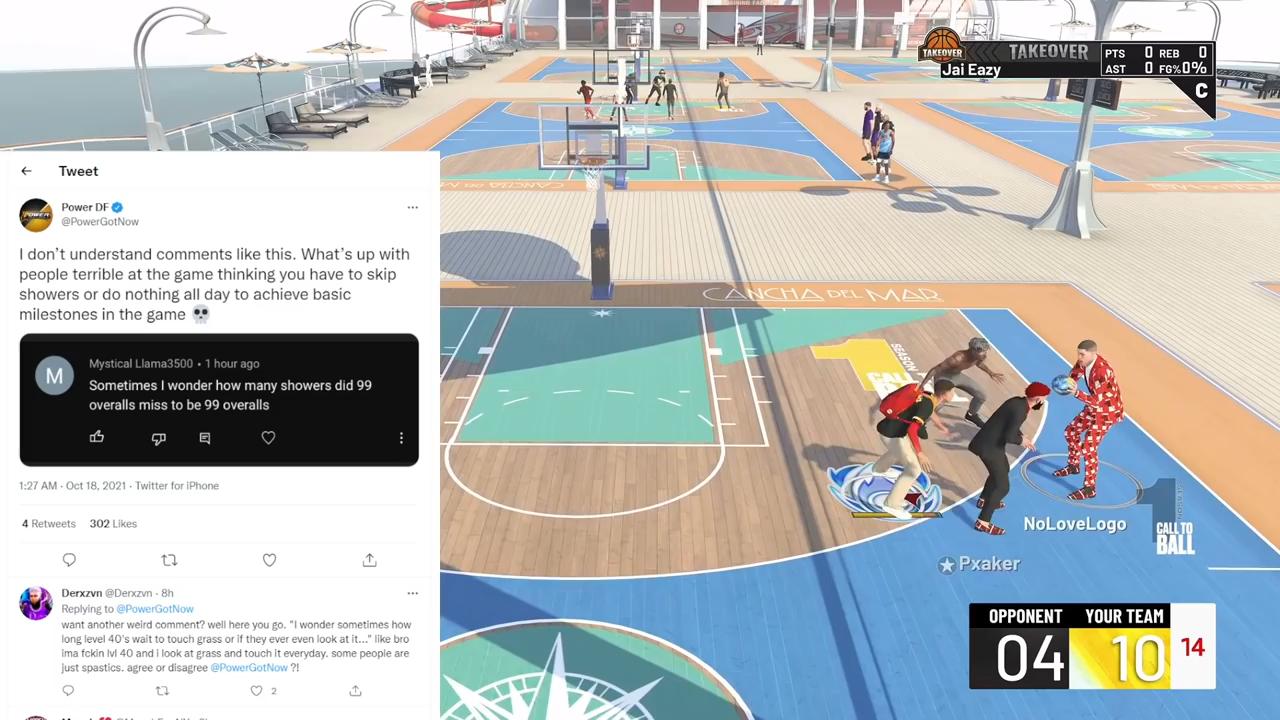 Tweet
Power DF
@PowerGotNow
I don't understand comments like this. What's up with
people terrible at the game thinking you have to skip
showers or do nothing all day to achieve basic
milestones in the game 💀
M
Mystical Llama3500 • 1 hour ago
Sometimes I wonder how many showers did 99
overalls miss to be 99 overalls
1:27 AM · Oct 18, 2021 · Twitter for iPhone
4 Retweets 302 Likes
Derxzvn @Derxzvn · 8h
Replying to @PowerGotNow
want another weird comment? well here you go. "I wonder sometimes how
long level 40's wait to touch grass or if they ever even look at it..." like bro
ima fckin lvl 40 and i look at grass and touch it everyday. some people are
just spastics. agree or disagree @PowerGotNow ?!
2
TAKEOVER
TAKEOVER
Jai Eazy
PTS 0 REB 0
AST 0 FG% 0%
C
CANCHA DEL MAR
NoLoveLogo
Pxaker
1
CALL TO
BALL
OPPONENT YOUR TEAM
04 10 14